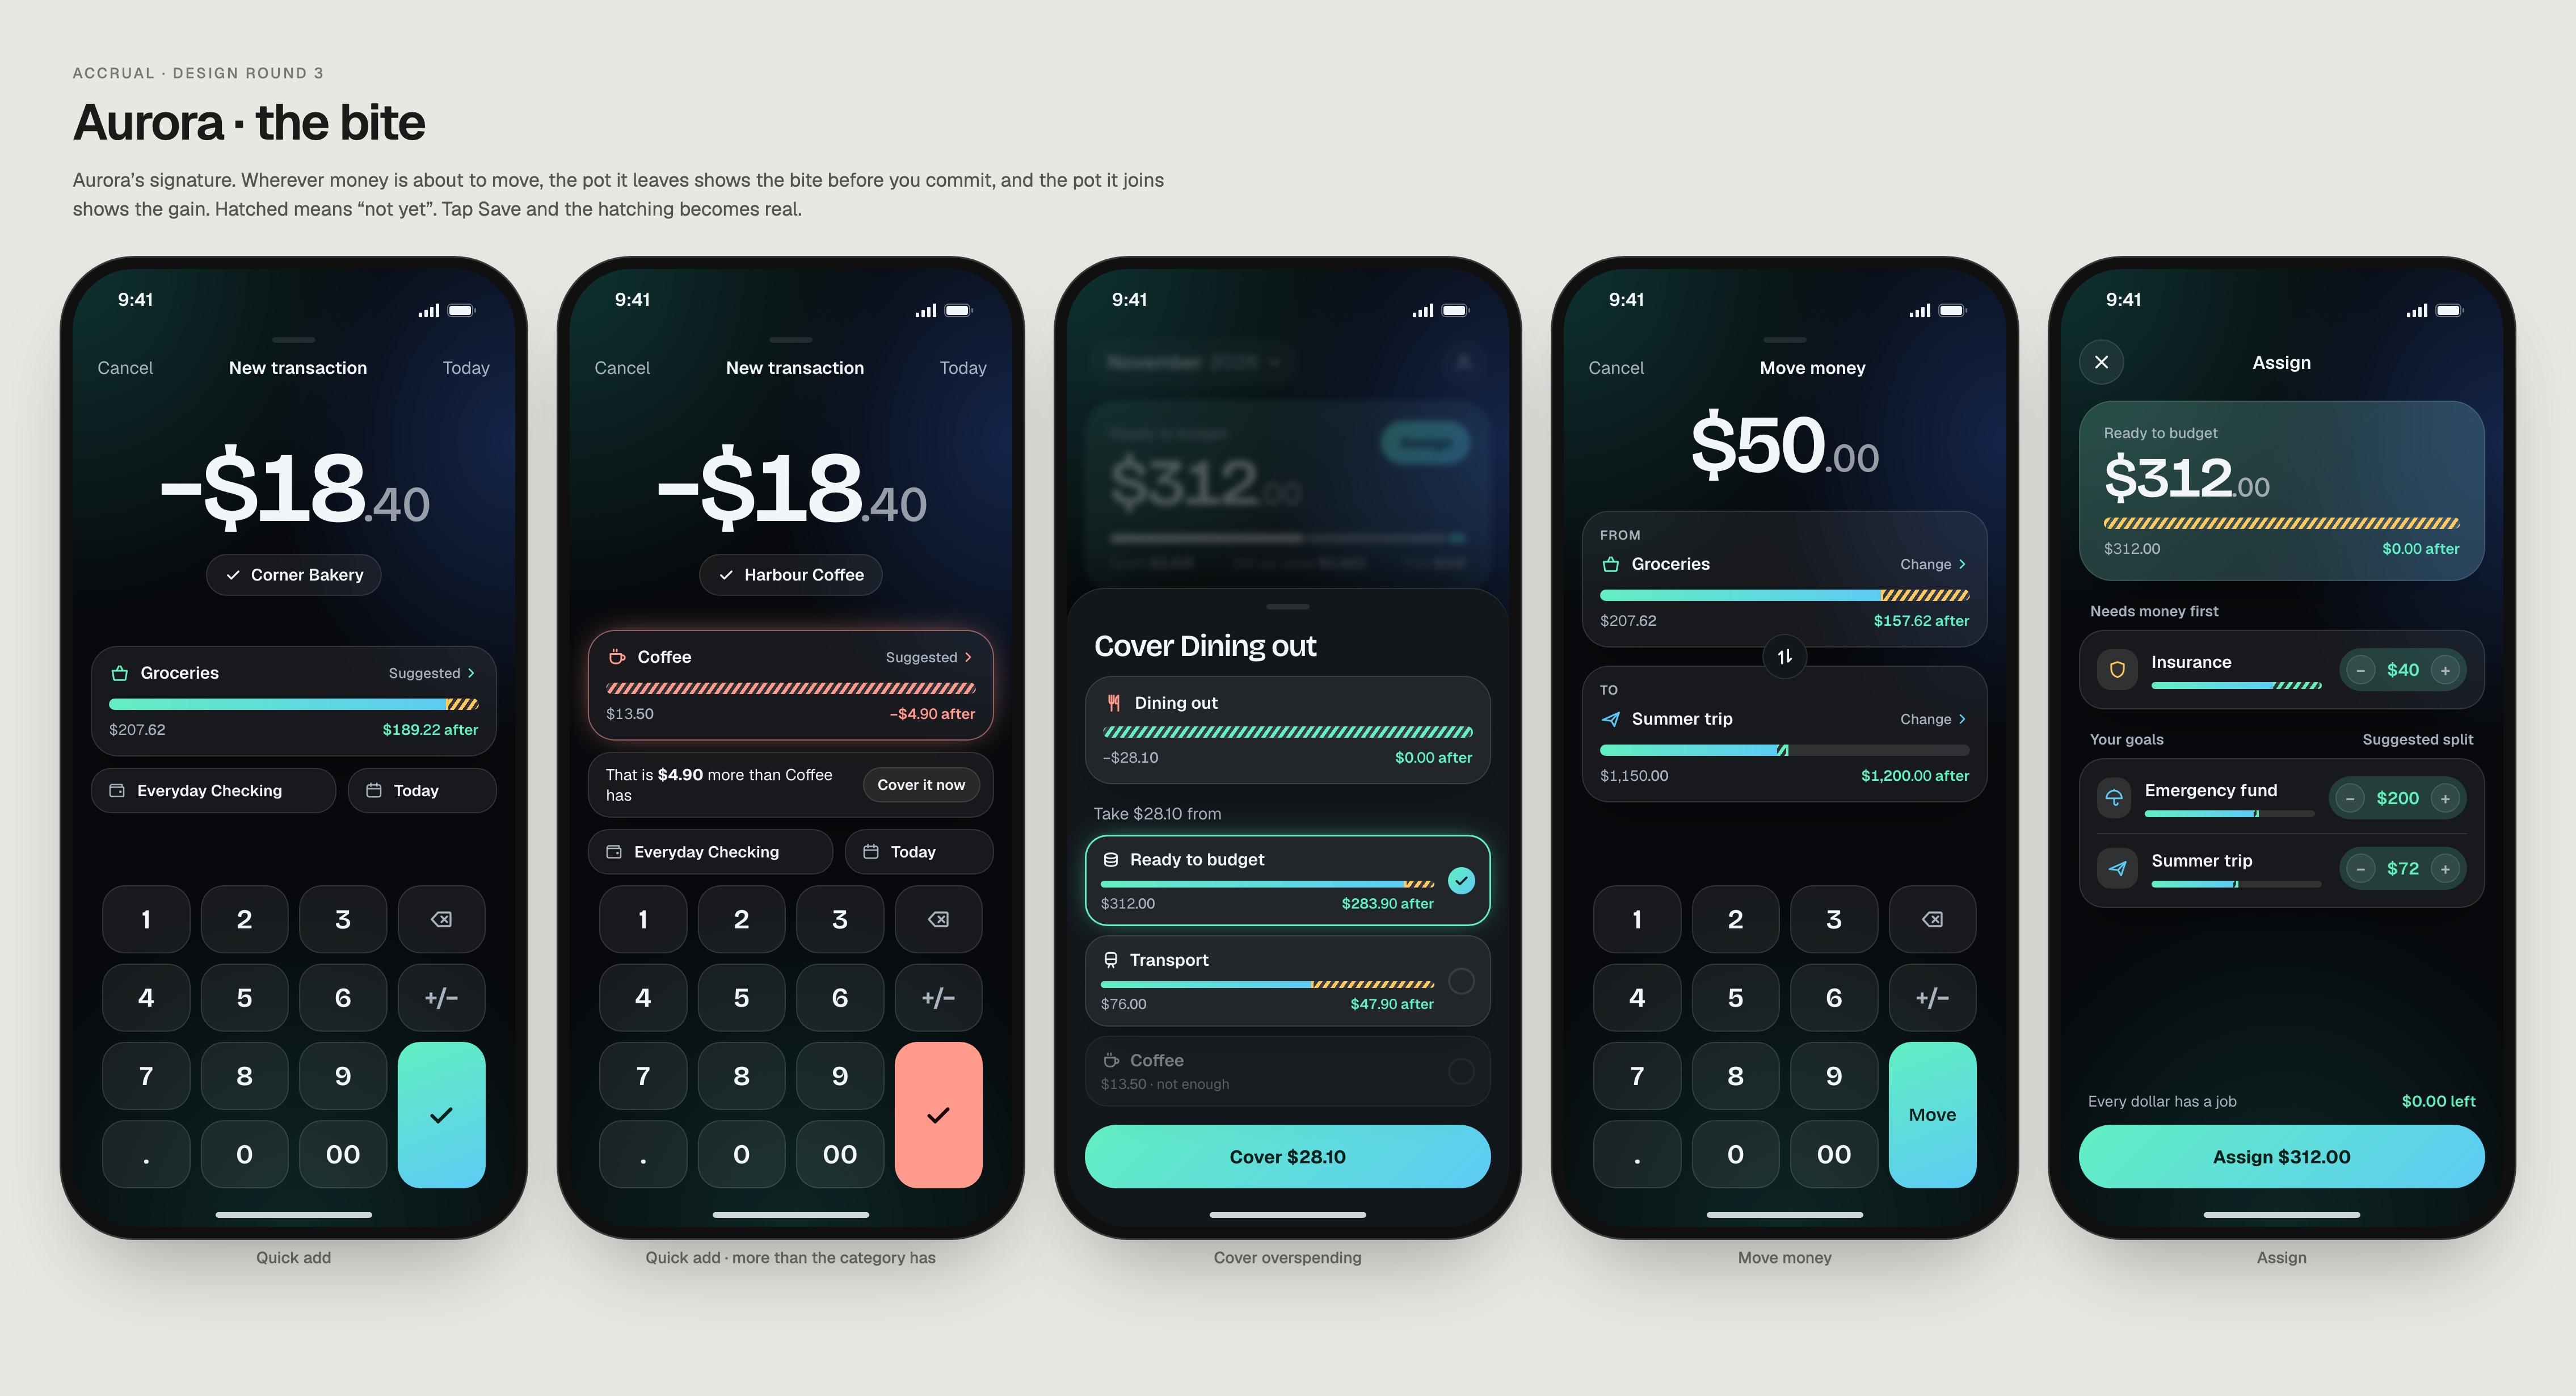 ACCRUAL · DESIGN ROUND 3
Aurora · the bite
Aurora’s signature. Wherever money is about to move, the pot it leaves shows the bite before you commit, and the pot it joins
shows the gain. Hatched means “not yet”. Tap Save and the hatching becomes real.
9:41
Cancel New transaction Today
−$18.40
Corner Bakery
Groceries Suggested
$207.62 $189.22 after
Everyday Checking Today
1 2 3
4 5 6 +/−
7 8 9
. 0 00
Quick add
9:41
Cancel New transaction Today
−$18.40
Harbour Coffee
Coffee Suggested
$13.50 −$4.90 after
That is $4.90 more than Coffee
has
Cover it now
Everyday Checking Today
1 2 3
4 5 6 +/−
7 8 9
. 0 00
Quick add · more than the category has
9:41
November 2026
Ready to budget
Assign
$312.00
Cover Dining out
Dining out
−$28.10 $0.00 after
Take $28.10 from
Ready to budget
$312.00 $283.90 after
Transport
$76.00 $47.90 after
Coffee
$13.50 · not enough
Cover $28.10
Cover overspending
9:41
Cancel Move money
$50.00
FROM
Groceries Change
$207.62 $157.62 after
TO
Summer trip Change
$1,150.00 $1,200.00 after
1 2 3
4 5 6 +/−
7 8 9
Move
. 0 00
Move money
9:41
Assign
Ready to budget
$312.00
$312.00 $0.00 after
Needs money first
Insurance − $40 +
Your goals Suggested split
Emergency fund − $200 +
Summer trip − $72 +
Every dollar has a job $0.00 left
Assign $312.00
Assign